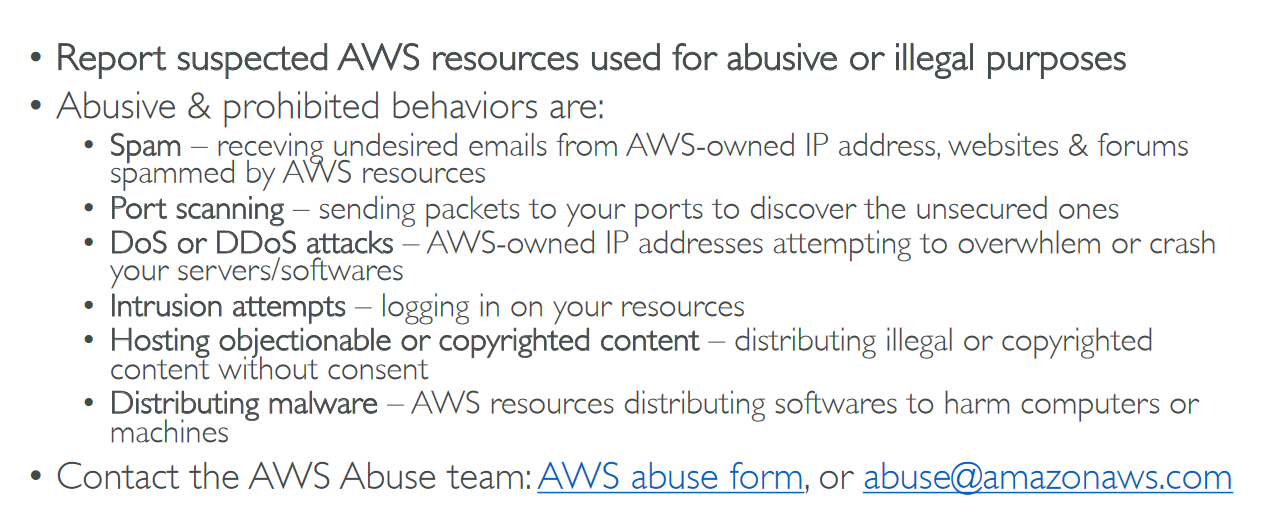 • Report suspected AWS resources used for abusive or illegal purposes
• Abusive & prohibited behaviors are:
• Spam – receving undesired emails from AWS-owned IP address, websites & forums
spammed by AWS resources
• Port scanning – sending packets to your ports to discover the unsecured ones
• DoS or DDoS attacks – AWS-owned IP addresses attempting to overwhlem or crash
your servers/softwares
• Intrusion attempts – logging in on your resources
• Hosting objectionable or copyrighted content – distributing illegal or copyrighted
content without consent
• Distributing malware – AWS resources distributing softwares to harm computers or
machines
• Contact the AWS Abuse team: AWS abuse form, or abuse@amazonaws.com